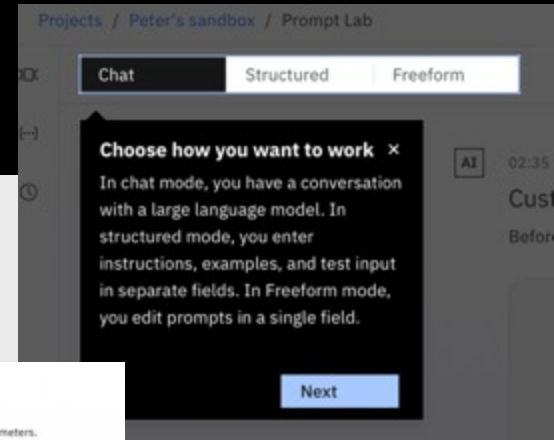 Projects / Peter's sandbox / Prompt Lab
Chat Structured Freeform
Choose how you want to work ×
In chat mode, you have a conversation
with a large language model. In
structured mode, you enter
instructions, examples, and test input
in separate fields. In Freeform mode,
you edit prompts in a single field.
Next
AI 02:35
Cust
Before
meters.